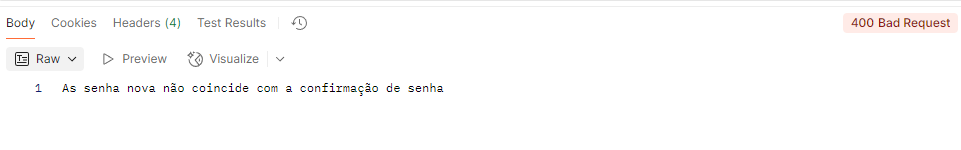 Body Cookies Headers (4) Test Results 400 Bad Request
Raw Preview Visualize
1 As senha nova não coincide com a confirmação de senha